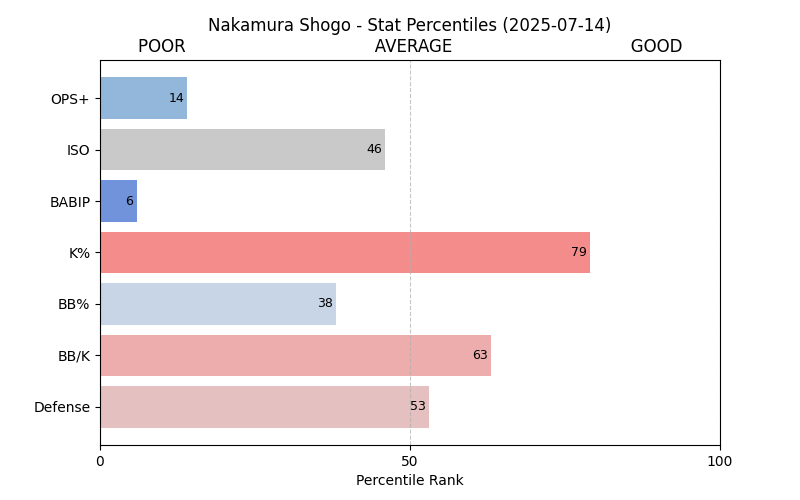 Nakamura Shogo - Stat Percentiles (2025-07-14)
POOR AVERAGE GOOD
OPS+ 14
ISO 46
BABIP 6
K% 79
BB% 38
BB/K 63
Defense 53
0 50 100
Percentile Rank